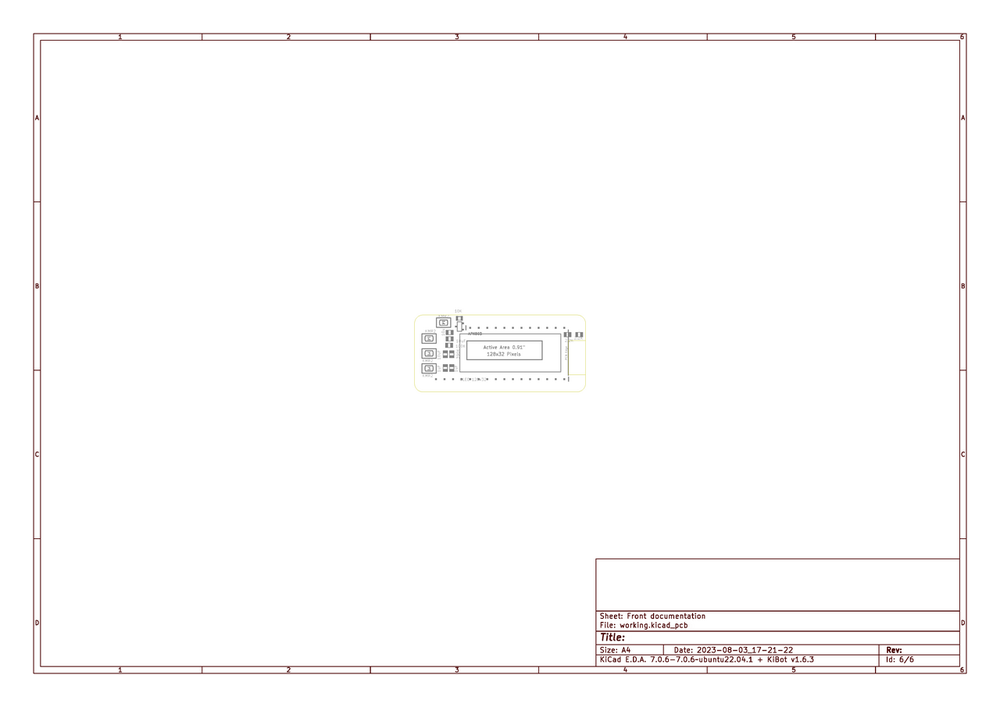 1 2 3 4 5 6
A A
Active Area 0.91"
128x32 Pixels
B B
C C
D D
Sheet: Front documentation
File: working.kicad_pcb
Title:
Size: A4 Date: 2023-08-03_17-21-22 Rev:
KiCad E.D.A. 7.0.6-7.0.6~ubuntu22.04.1 + KiBot v1.6.3 Id: 6/6
1 2 3 4 5 6